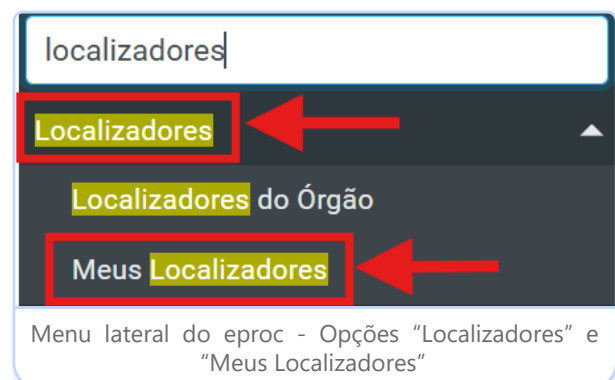 localizadores
Localizadores
Localizadores do Órgão
Meus Localizadores
Menu lateral do eproc - Opções “Localizadores” e
“Meus Localizadores”